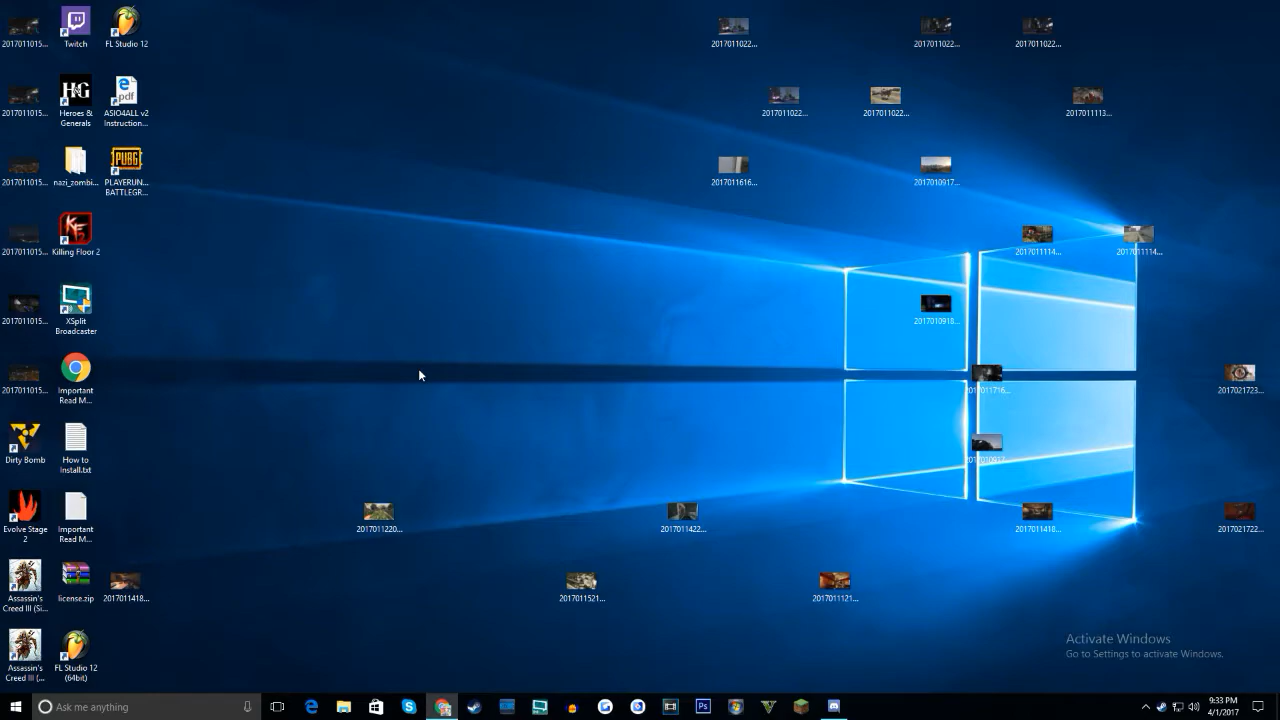 2017011015...
Twitch
FL Studio 12
2017011022...
2017011022...
2017011022...
2017011015...
H&G
Heroes &
Generals
pdf
ASIO4ALL v2
Instruction...
2017011022...
2017011022...
2017011113...
2017011015...
nazi_zombi...
PUBG
PLAYERUN...
BATTLEGR...
2017011616...
2017010917...
2017011015...
Killing Floor 2
2017011114...
2017011114...
2017011015...
XSplit
Broadcaster
2017010918...
2017011015...
Important
Read M...
2017011716...
2017021723...
Dirty Bomb
How to
Install.txt
Evolve Stage
2
Important
Read M...
2017011220...
2017011422...
2017011418...
2017021722...
Assassin's
Creed III (Si...
license.zip
2017011418...
2017011521...
2017011121...
Assassin's
Creed III...
FL Studio 12
(64bit)
Activate Windows
Go to Settings to activate Windows.
Ask me anything
9:33 PM
4/1/2017